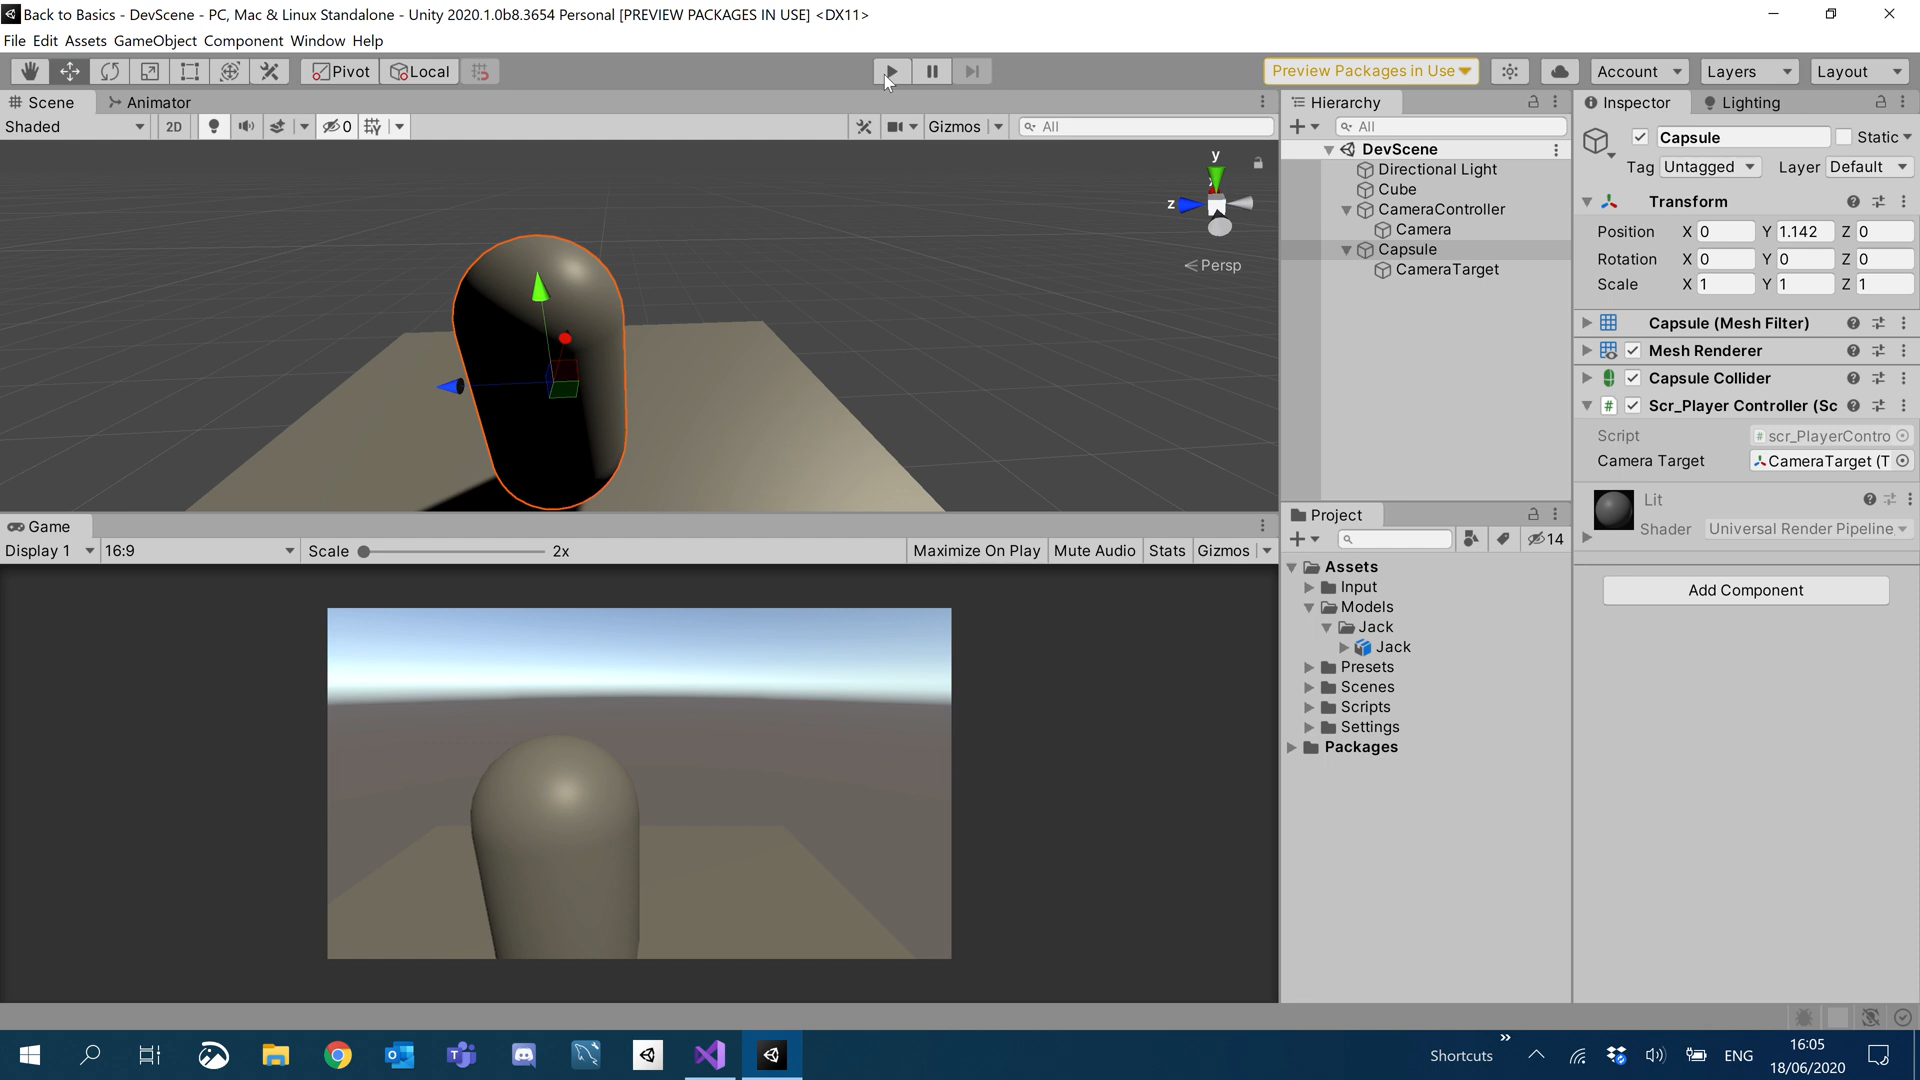 Back to Basics - DevScene - PC, Mac & Linux Standalone - Unity 2020.1.0b8.3654 Personal [PREVIEW PACKAGES IN USE] <DX11>
File Edit Assets GameObject Component Window Help
Pivot Local Preview Packages in Use Account Layers Layout
Scene Animator
Shaded 2D 0 Gizmos All
y
z
Persp
Game
Display 1 16:9 Scale 2x Maximize On Play Mute Audio Stats Gizmos
Hierarchy
All
DevScene
Directional Light
Cube
CameraController
Camera
Capsule
CameraTarget
Project
14
Assets
Input
Models
Jack
Jack
Presets
Scenes
Scripts
Settings
Packages
Inspector Lighting
Capsule Static
Tag Untagged Layer Default
Transform
Position X 0 Y 1.142 Z 0
Rotation X 0 Y 0 Z 0
Scale X 1 Y 1 Z 1
Capsule (Mesh Filter)
Mesh Renderer
Capsule Collider
# Scr_Player Controller (Sc
Script # scr_PlayerContro
Camera Target CameraTarget (T
Lit
Shader Universal Render Pipeline
Add Component
Shortcuts ENG 16:05
18/06/2020